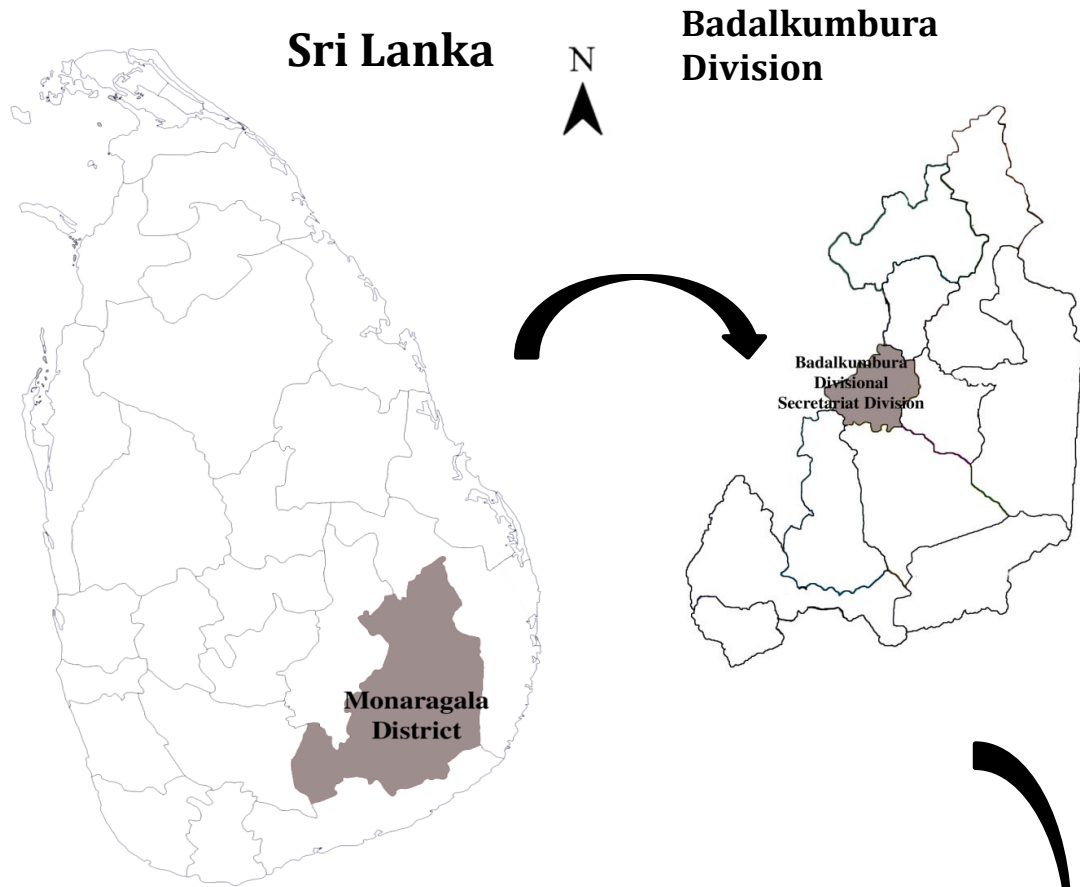 Sri Lanka
N
Badalkumbura
Division
Badalkumbura
Divisional
Secretariat Division
Monaragala
District